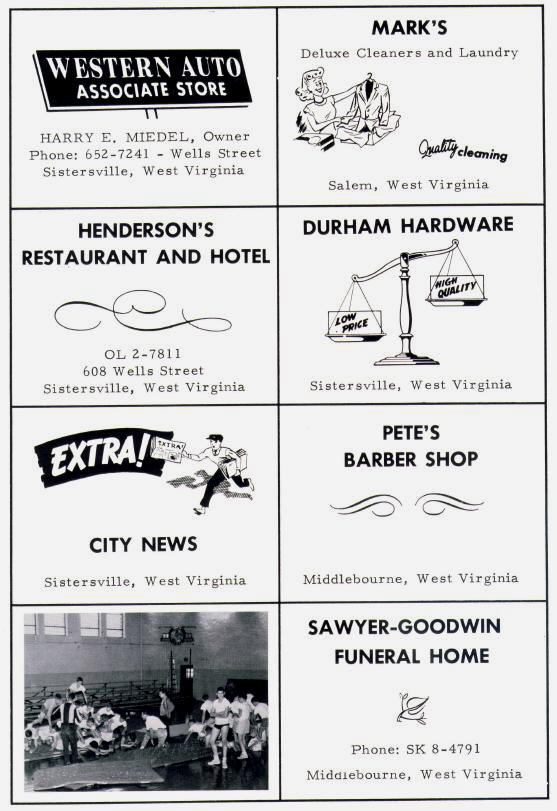 WESTERN AUTO
ASSOCIATE STORE
HARRY E. MIEDEL, Owner
Phone: 652-7241 - Wells Street
Sistersville, West Virginia
MARK'S
Deluxe Cleaners and Laundry
Quality cleaning
Salem, West Virginia
HENDERSON'S
RESTAURANT AND HOTEL
OL 2-7811
608 Wells Street
Sistersville, West Virginia
DURHAM HARDWARE
LOW
PRICE
HIGH
QUALITY
Sistersville, West Virginia
EXTRA!
EXTRA!
CITY NEWS
Sistersville, West Virginia
PETE'S
BARBER SHOP
Middlebourne, West Virginia
SAWYER-GOODWIN
FUNERAL HOME
Phone: SK 8-4791
Middlebourne, West Virginia